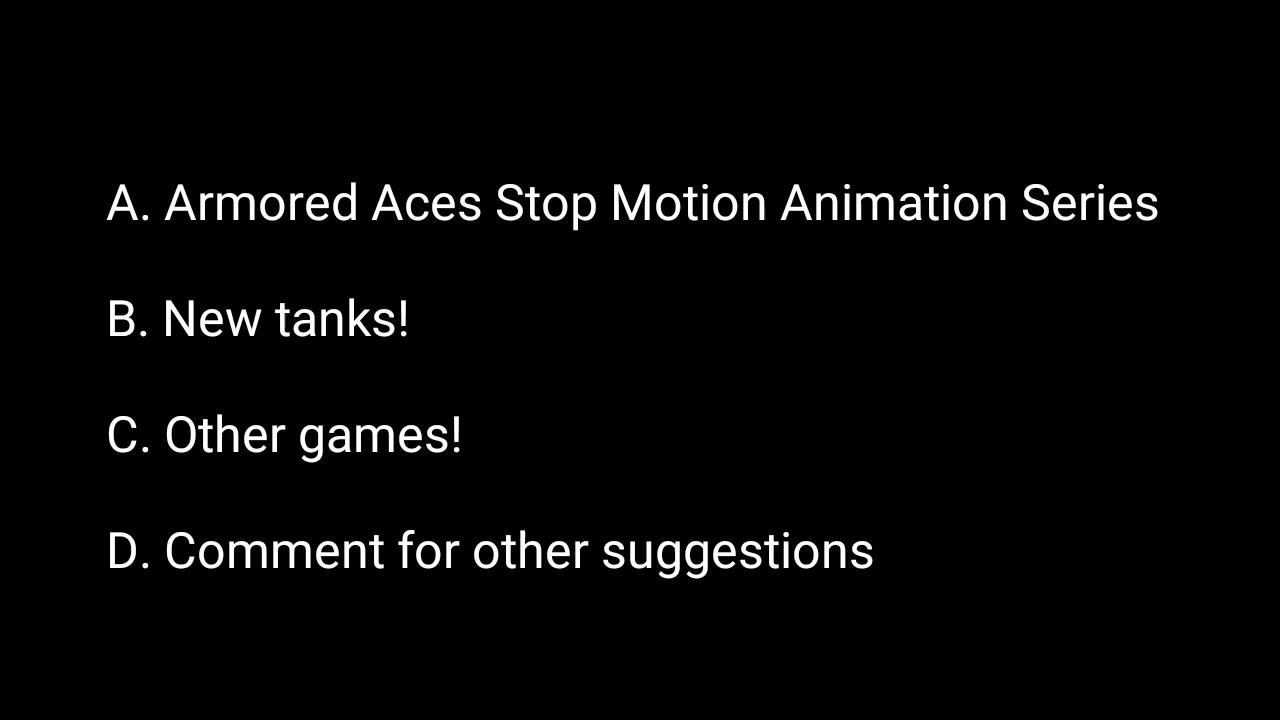 A. Armored Aces Stop Motion Animation Series
B. New tanks!
C. Other games!
D. Comment for other suggestions